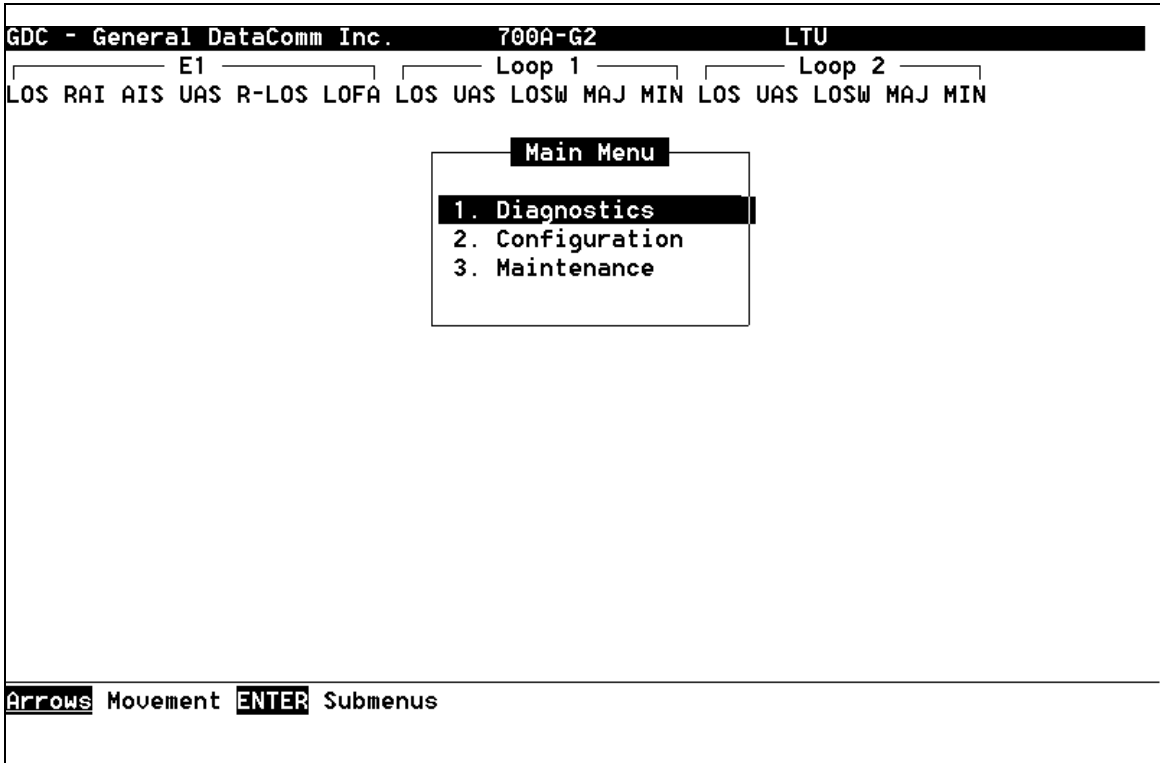 GDC - General DataComm Inc. 700A-G2 LTU
E1 Loop 1 Loop 2
LOS RAI AIS UAS R-LOS LOFA LOS UAS LOSW MAJ MIN LOS UAS LOSW MAJ MIN
Main Menu
1. Diagnostics
2. Configuration
3. Maintenance
Arrows Movement ENTER Submenus